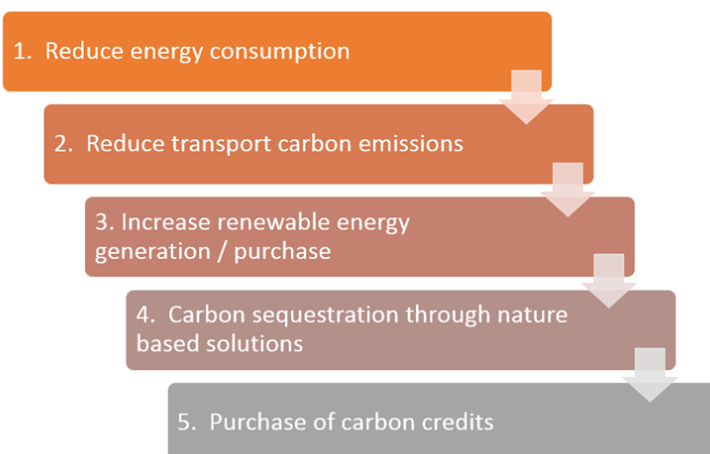 1. Reduce energy consumption
2. Reduce transport carbon emissions
3. Increase renewable energy
generation / purchase
4. Carbon sequestration through nature
based solutions
5. Purchase of carbon credits